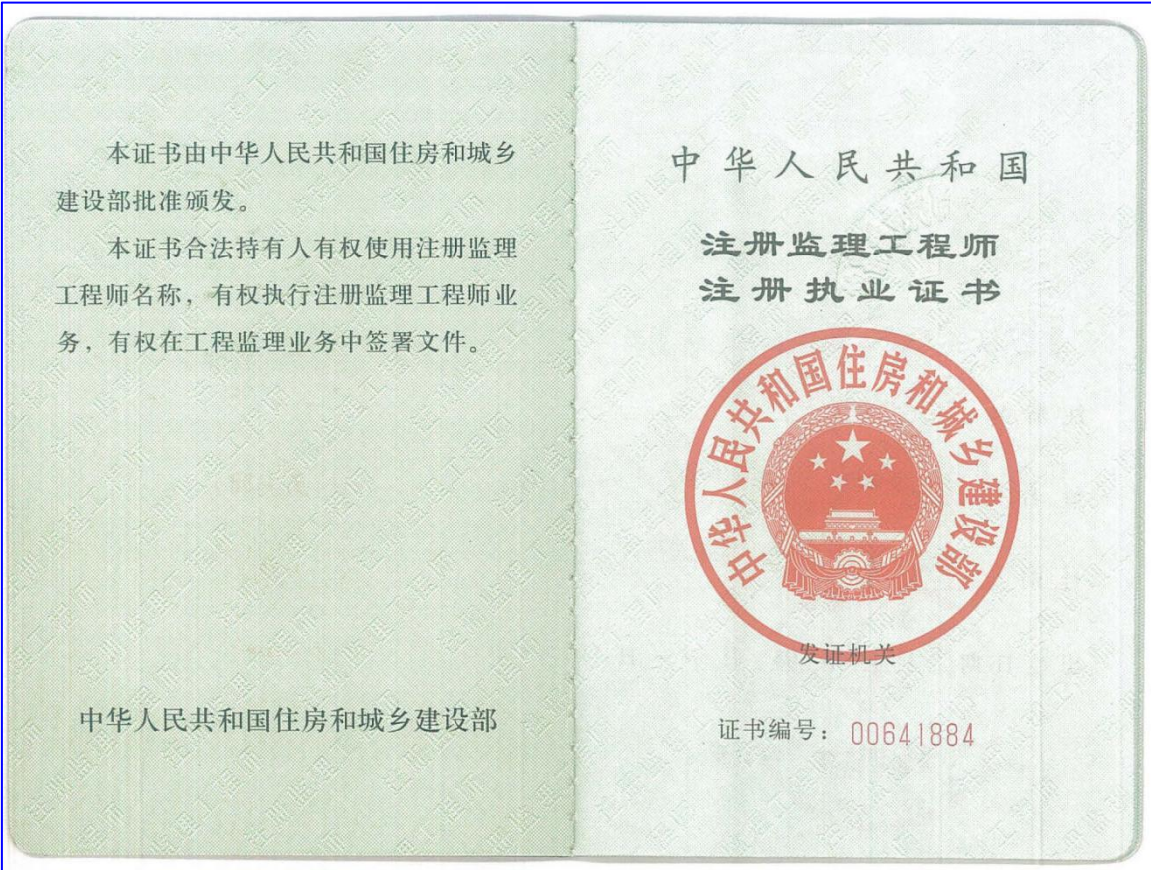 本证书由中华人民共和国住房和城乡
建设部批准颁发。
本证书合法持有人有权使用注册监理
工程师名称，有权执行注册监理工程师业
务，有权在工程监理业务中签署文件。
中华人民共和国住房和城乡建设部
中华人民共和国
注册监理工程师
注册执业证书
中华人民共和国住房和城乡建设部
发证机关
证书编号：00641884